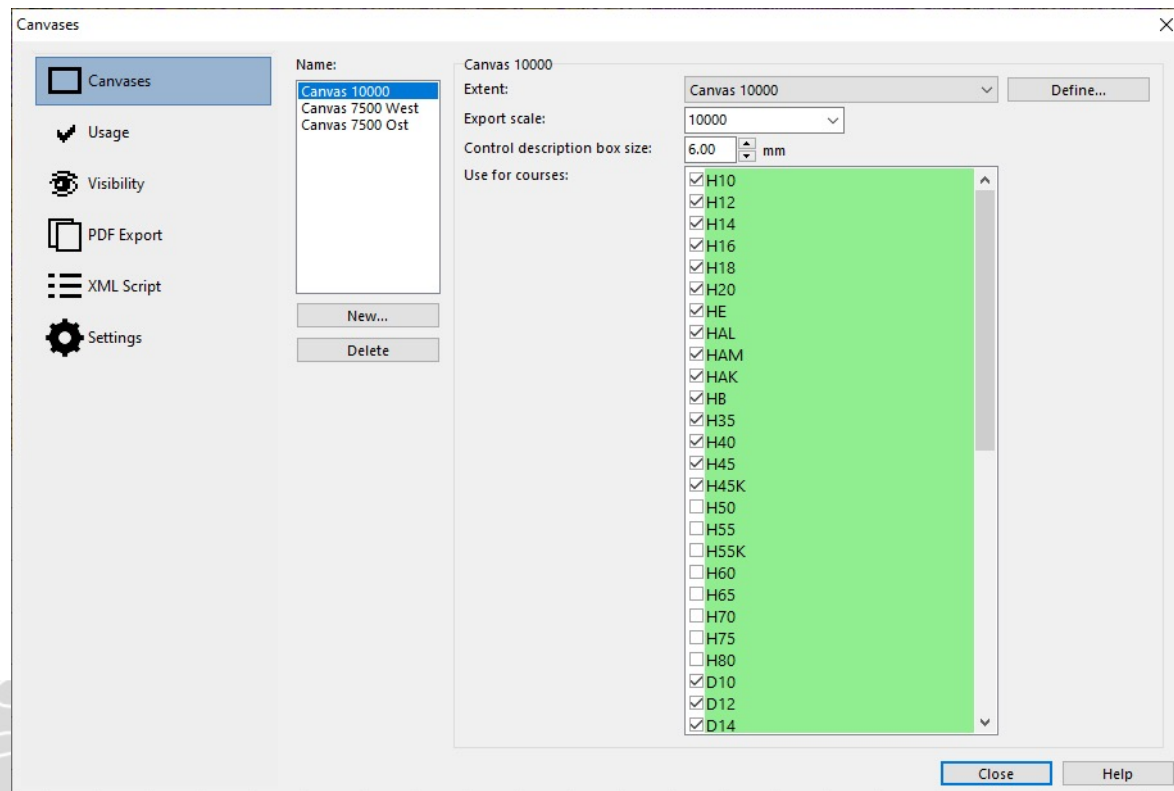 Canvases
Canvases
Usage
Visibility
PDF Export
XML Script
Settings
Name:
Canvas 10000
Canvas 7500 West
Canvas 7500 Ost
New...
Delete
Canvas 10000
Extent:
Canvas 10000
Define...
Export scale:
10000
Control description box size:
6.00 mm
Use for courses:
H10
H12
H14
H16
H18
H20
HE
HAL
HAM
HAK
HB
H35
H40
H45
H45K
H50
H55
H55K
H60
H65
H70
H75
H80
D10
D12
D14
Close
Help